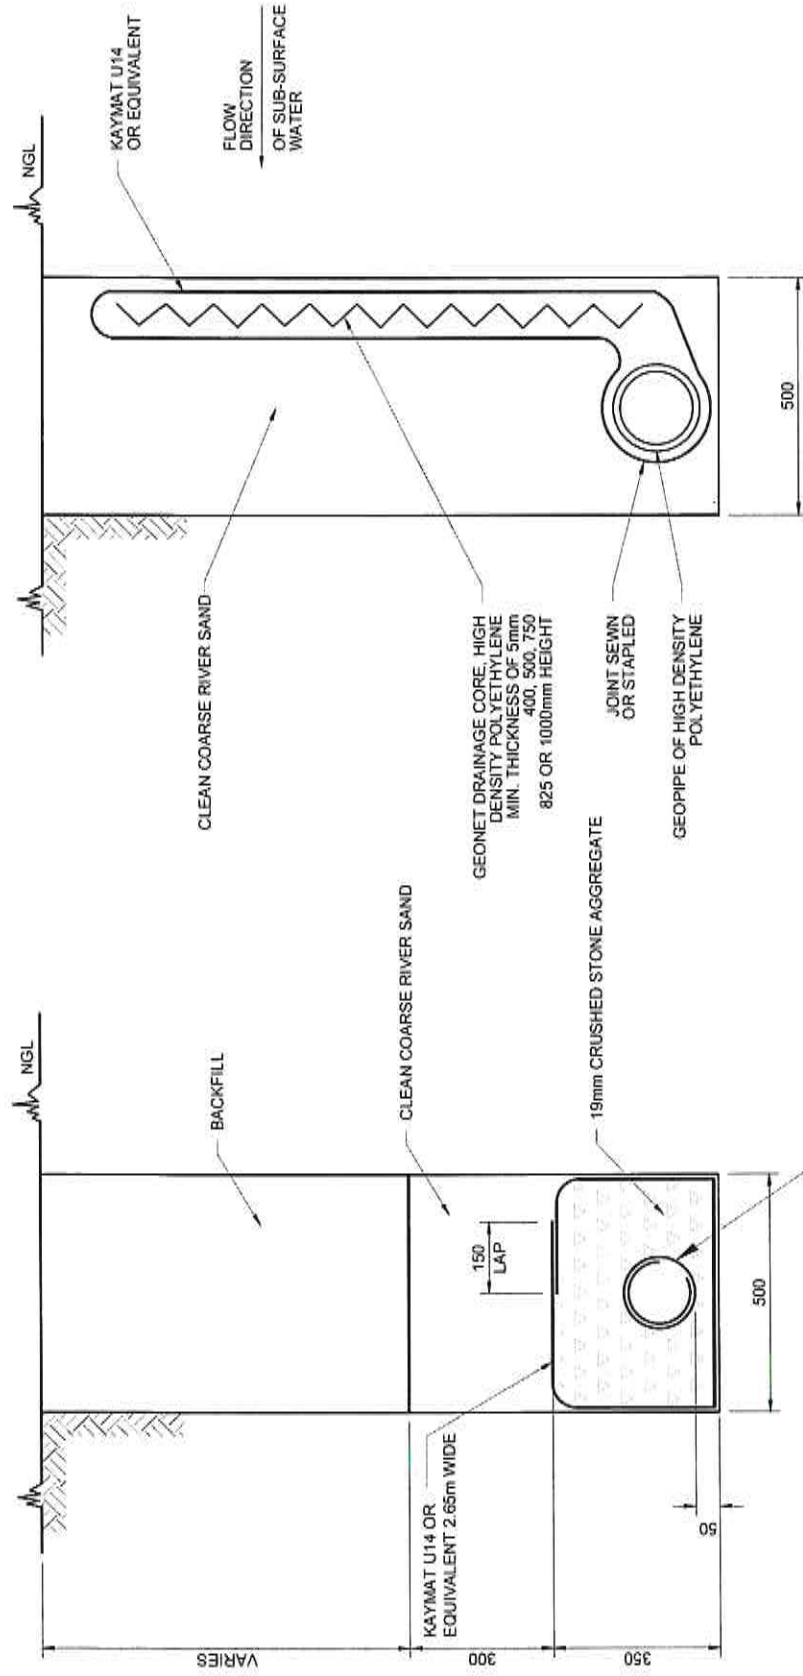 NGL
BACKFILL
CLEAN COARSE RIVER SAND
150
LAP
KAYMAT U14 OR
EQUIVALENT 2.65m WIDE
19mm CRUSHED STONE AGGREGATE
VARIES
300
350
50
500
NGL
KAYMAT U14
OR EQUIVALENT
FLOW
DIRECTION
OF SUB-SURFACE
WATER
CLEAN COARSE RIVER SAND
GEONET DRAINAGE CORE, HIGH
DENSITY POLYETHYLENE
MIN. THICKNESS OF 5mm
400, 500, 750
825 OR 1000mm HEIGHT
JOINT SEWN
OR STAPLED
GEOPIPE OF HIGH DENSITY
POLYETHYLENE
500